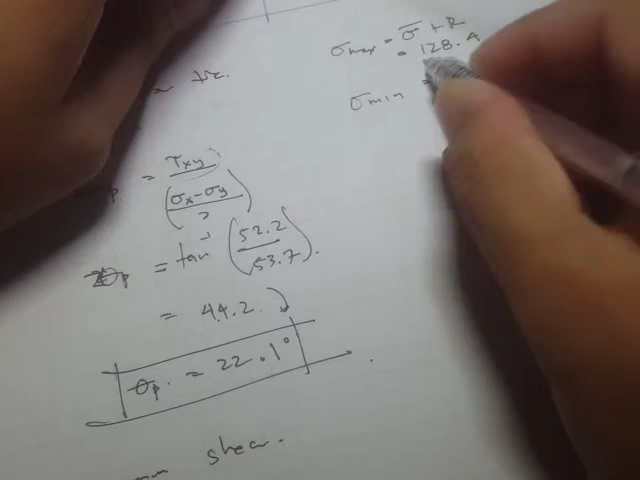 σmax = σ̄ + R
= 128.4
σmin =
= τxy / ((σx - σy) / 2)
2θp = tan⁻¹ (52.2 / 53.7).
= 44.2
θp. = 22.1°
shear.